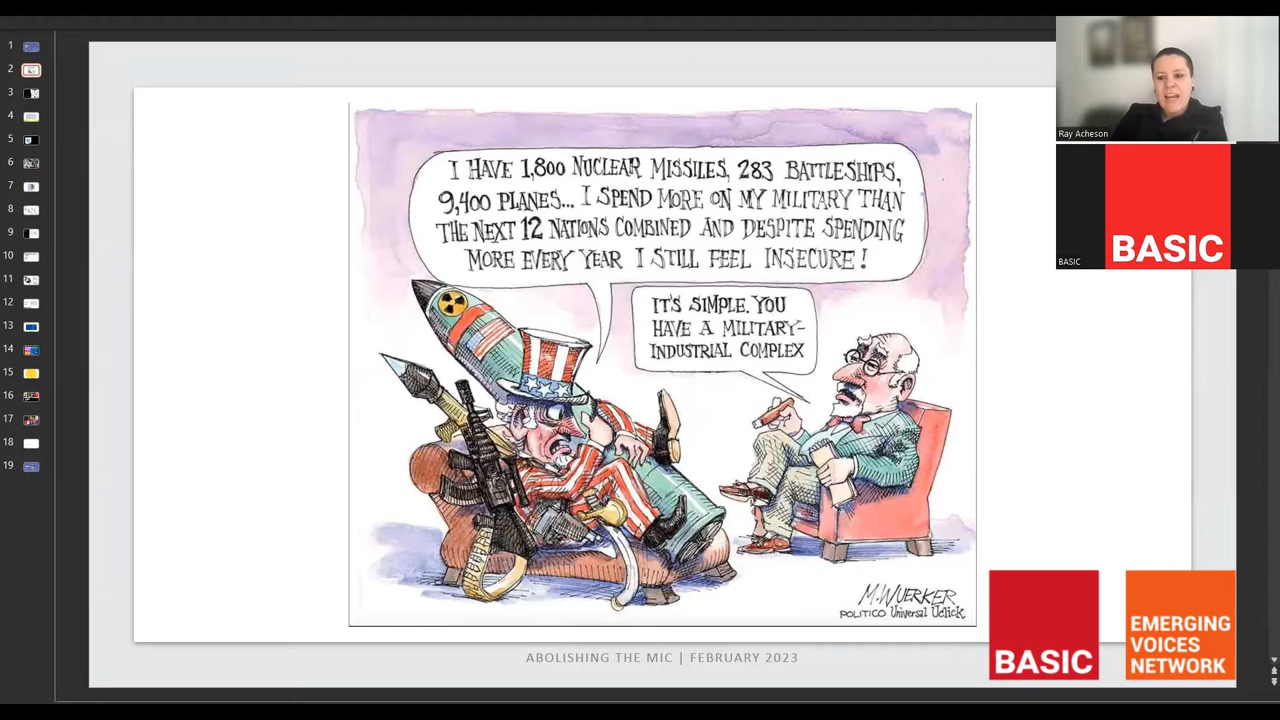 1
2
3
4
5
6
7
8
9
10
11
12
13
14
15
16
17
18
19
I HAVE 1,800 NUCLEAR MISSILES, 283 BATTLESHIPS,
9,400 PLANES... I SPEND MORE ON MY MILITARY THAN
THE NEXT 12 NATIONS COMBINED AND DESPITE SPENDING
MORE EVERY YEAR I STILL FEEL INSECURE!
IT'S SIMPLE. YOU
HAVE A MILITARY-
INDUSTRIAL COMPLEX
M.WUERKER
POLITICO Universal Uclick
ABOLISHING THE MIC | FEBRUARY 2023
Ray Acheson
BASIC
BASIC
BASIC
EMERGING
VOICES
NETWORK